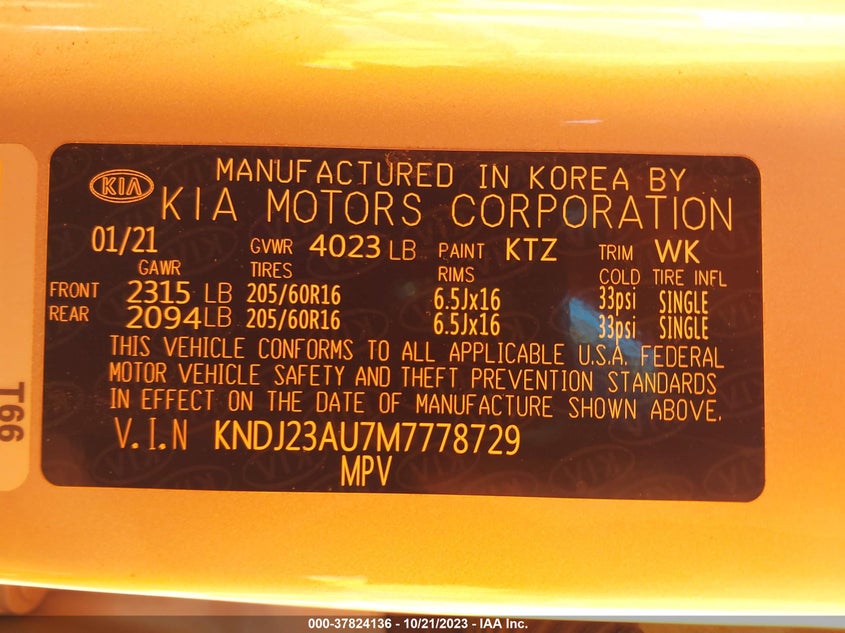 MANUFACTURED IN KOREA BY
KIA KIA MOTORS CORPORATION
01/21 GVWR 4023 LB PAINT KTZ TRIM WK
GAWR TIRES RIMS COLD TIRE INFL
FRONT 2315 LB 205/60R16 6.5Jx16 33psi SINGLE
REAR 2094 LB 205/60R16 6.5Jx16 33psi SINGLE
THIS VEHICLE CONFORMS TO ALL APPLICABLE U.S.A. FEDERAL
MOTOR VEHICLE SAFETY AND THEFT PREVENTION STANDARDS
IN EFFECT ON THE DATE OF MANUFACTURE SHOWN ABOVE.
V.I.N KNDJ23AU7M7778729
MPV
T66
000-37824136 - 10/21/2023 - IAA Inc.